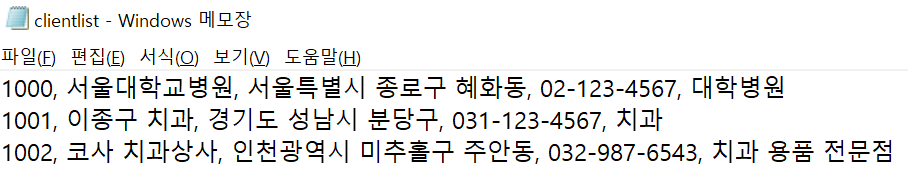 clientlist - Windows 메모장
파일(F) 편집(E) 서식(O) 보기(V) 도움말(H)
1000, 서울대학교병원, 서울특별시 종로구 혜화동, 02-123-4567, 대학병원
1001, 이종구 치과, 경기도 성남시 분당구, 031-123-4567, 치과
1002, 코사 치과상사, 인천광역시 미추홀구 주안동, 032-987-6543, 치과 용품 전문점